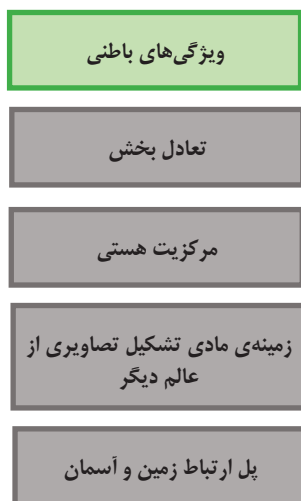 ویژگی‌های باطنی
تعادل بخش
مرکزیت هستی
زمینه‌ی مادی تشکیل تصاویری از
عالم دیگر
پل ارتباط زمین و آسمان